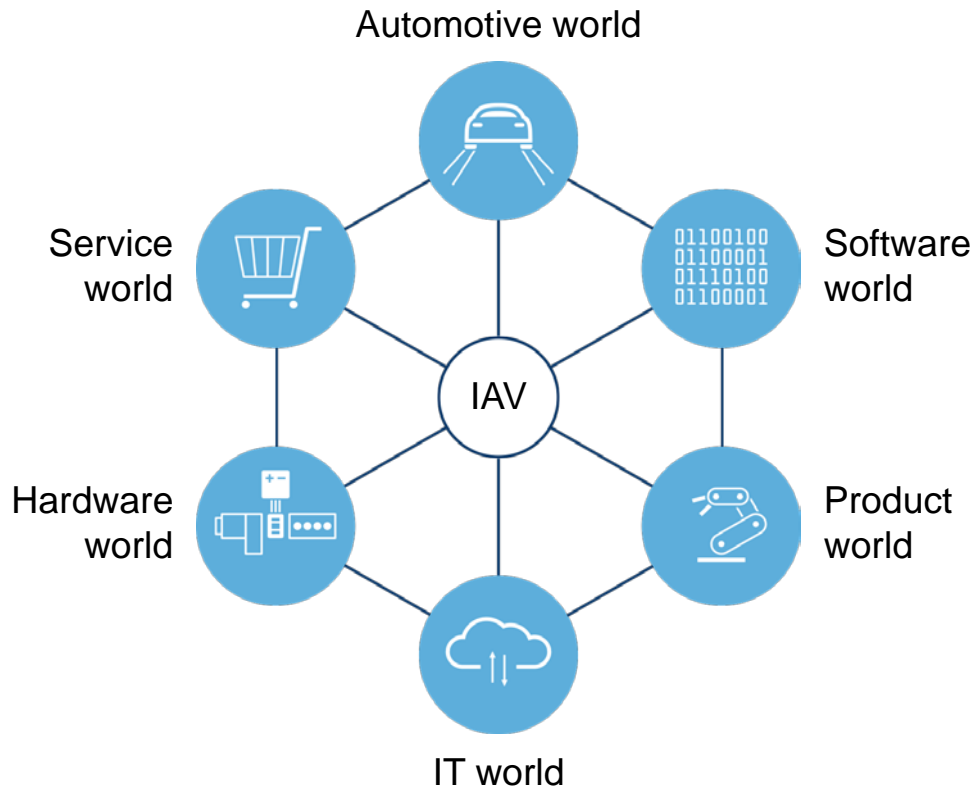 Automotive world
Service
world
01100100
01100001
01110100
01100001
Software
world
IAV
Hardware
world
+ −
Product
world
IT world